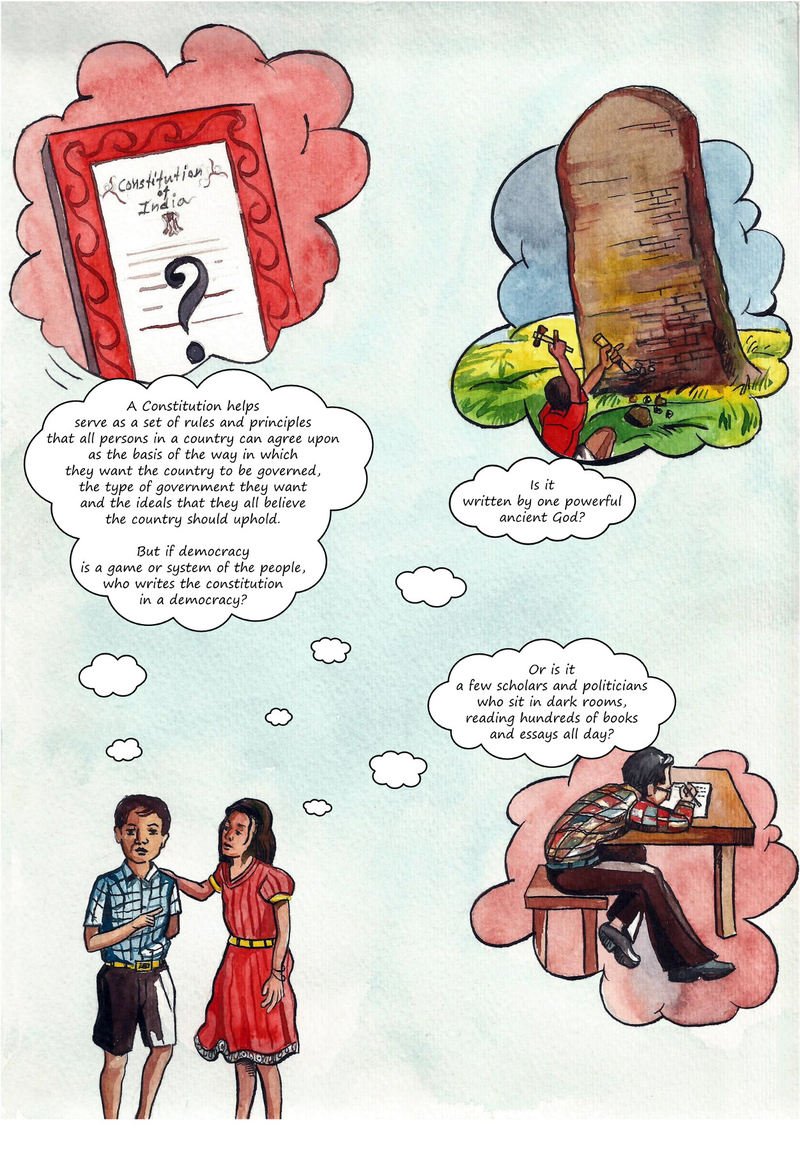 Constitution
of
India
?
A Constitution helps
serve as a set of rules and principles
that all persons in a country can agree upon
as the basis of the way in which
they want the country to be governed,
the type of government they want
and the ideals that they all believe
the country should uphold.
But if democracy
is a game or system of the people,
who writes the constitution
in a democracy?
Is it
written by one powerful
ancient God?
Or is it
a few scholars and politicians
who sit in dark rooms,
reading hundreds of books
and essays all day?